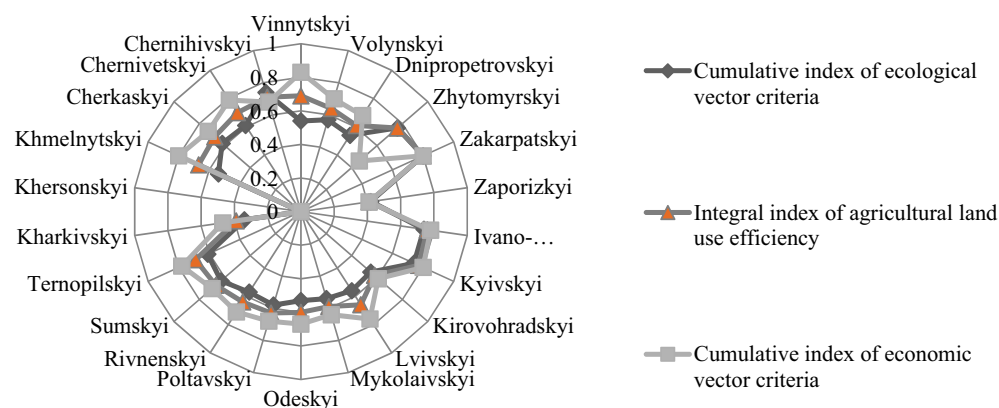 Vinnytskyi
Volynskyi
Dnipropetrovskyi
Zhytomyrskyi
Zakarpatskyi
Zaporizkyi
Ivano-…
Kyivskyi
Kirovohradskyi
Lvivskyi
Mykolaivskyi
Odeskyi
Poltavskyi
Rivnenskyi
Sumskyi
Ternopilskyi
Kharkivskyi
Khersonskyi
Khmelnytskyi
Cherkaskyi
Chernivetskyi
Chernihivskyi
1
0.8
0.6
0.4
0.2
0
Cumulative index of ecological
vector criteria
Integral index of agricultural land
use efficiency
Cumulative index of economic
vector criteria